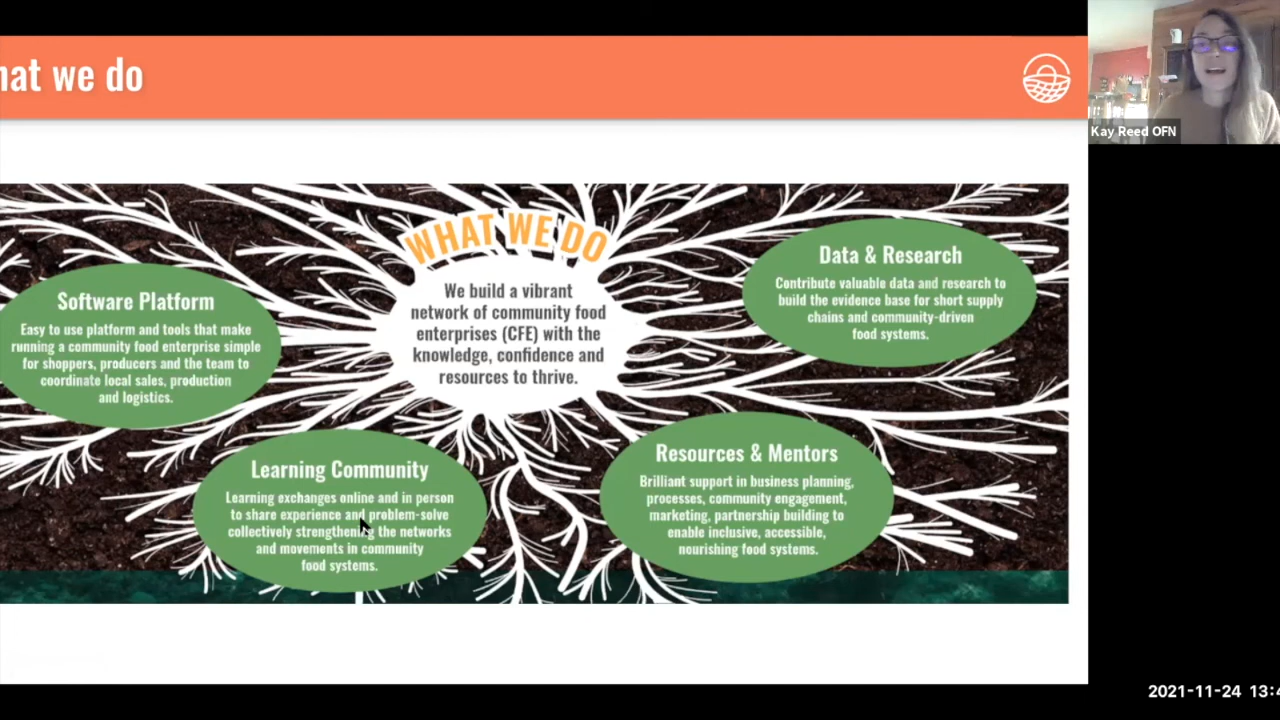 hat we do
Kay Reed OFN
WHAT WE DO
We build a vibrant
network of community food
enterprises (CFE) with the
knowledge, confidence and
resources to thrive.
Software Platform
Easy to use platform and tools that make
running a community food enterprise simple
for shoppers, producers and the team to
coordinate local sales, production
and logistics.
Data & Research
Contribute valuable data and research to
build the evidence base for short supply
chains and community-driven
food systems.
Learning Community
Learning exchanges online and in person
to share experience and problem-solve
collectively strengthening the networks
and movements in community
food systems.
Resources & Mentors
Brilliant support in business planning,
processes, community engagement,
marketing, partnership building to
enable inclusive, accessible,
nourishing food systems.
2021-11-24 13:4